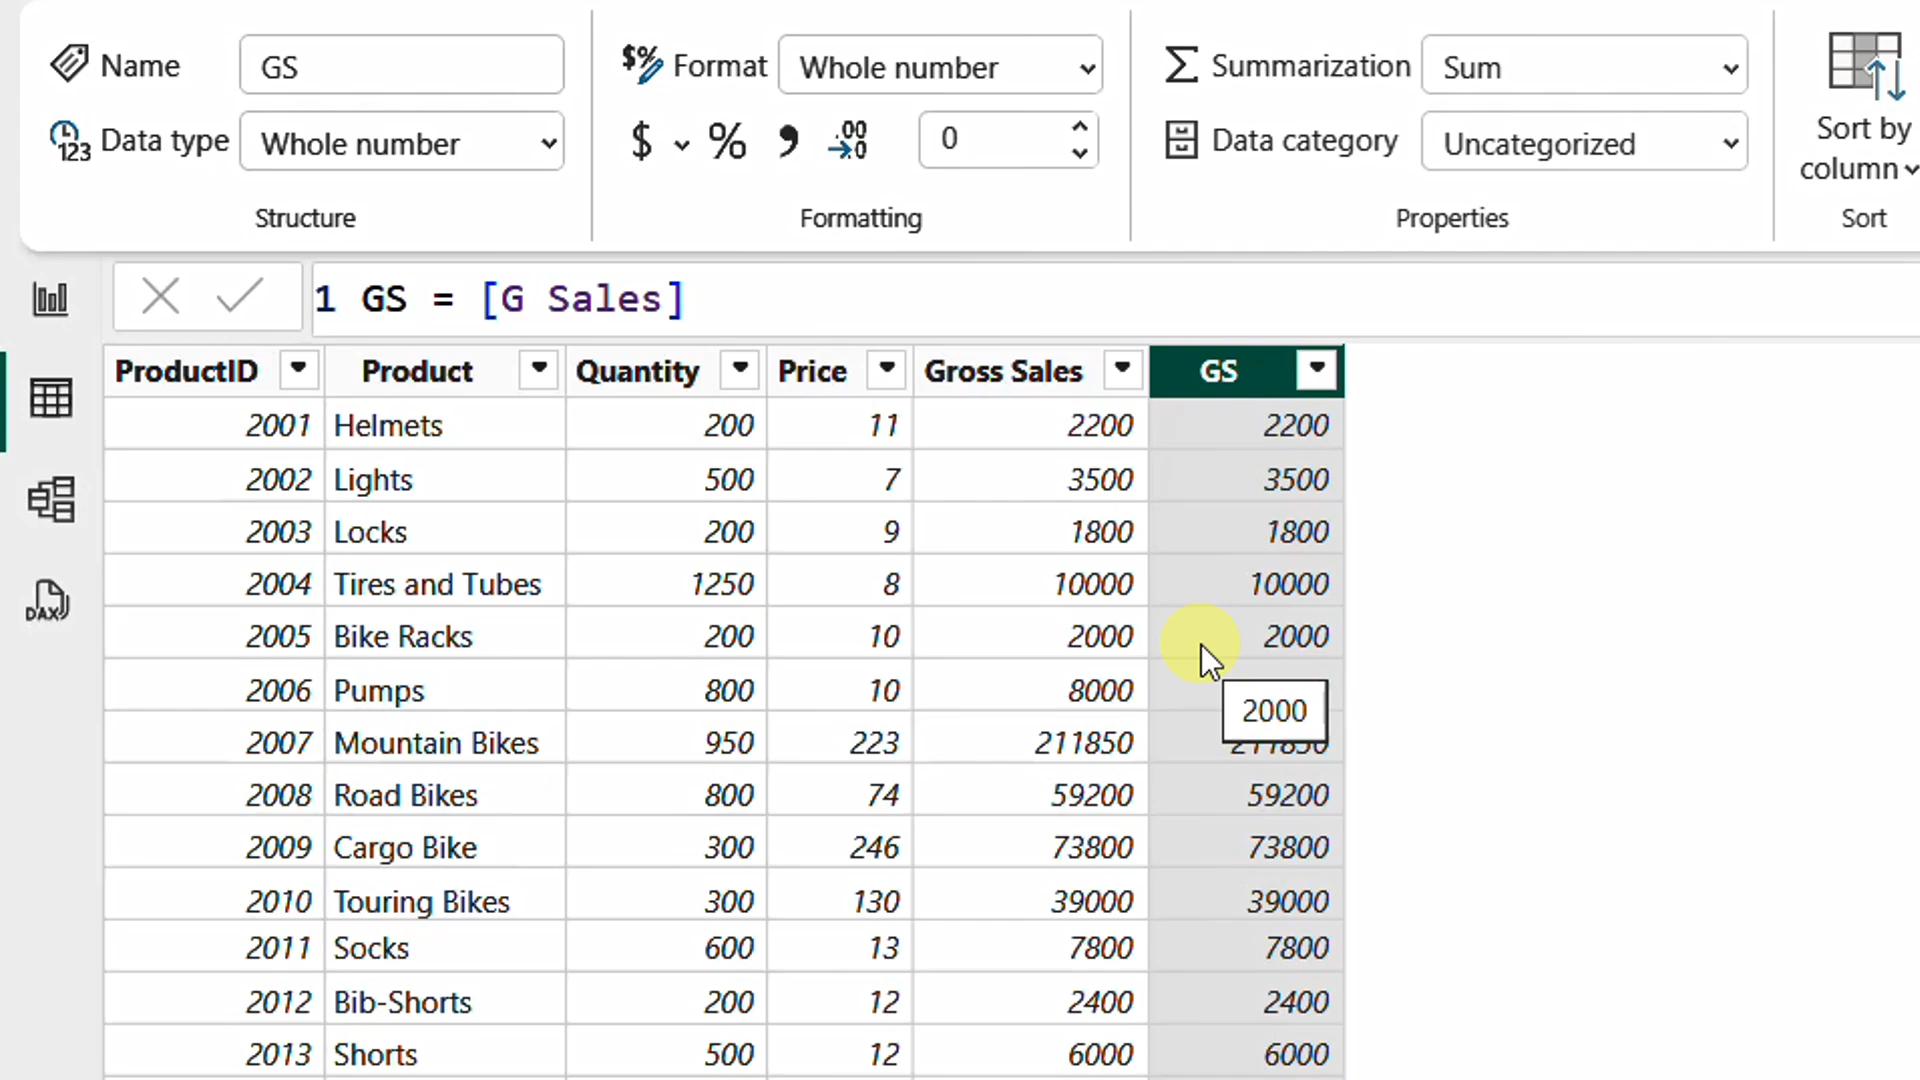 Name GS
Data type Whole number
Structure
$% Format Whole number
$ % , .00 .0 0
Formatting
Summarization Sum
Data category Uncategorized
Properties
Sort by
column
Sort
1 GS = [G Sales]
DAX
ProductID Product Quantity Price Gross Sales GS
2001 Helmets 200 11 2200 2200
2002 Lights 500 7 3500 3500
2003 Locks 200 9 1800 1800
2004 Tires and Tubes 1250 8 10000 10000
2005 Bike Racks 200 10 2000 2000
2006 Pumps 800 10 8000
2000
2007 Mountain Bikes 950 223 211850 211850
2008 Road Bikes 800 74 59200 59200
2009 Cargo Bike 300 246 73800 73800
2010 Touring Bikes 300 130 39000 39000
2011 Socks 600 13 7800 7800
2012 Bib-Shorts 200 12 2400 2400
2013 Shorts 500 12 6000 6000